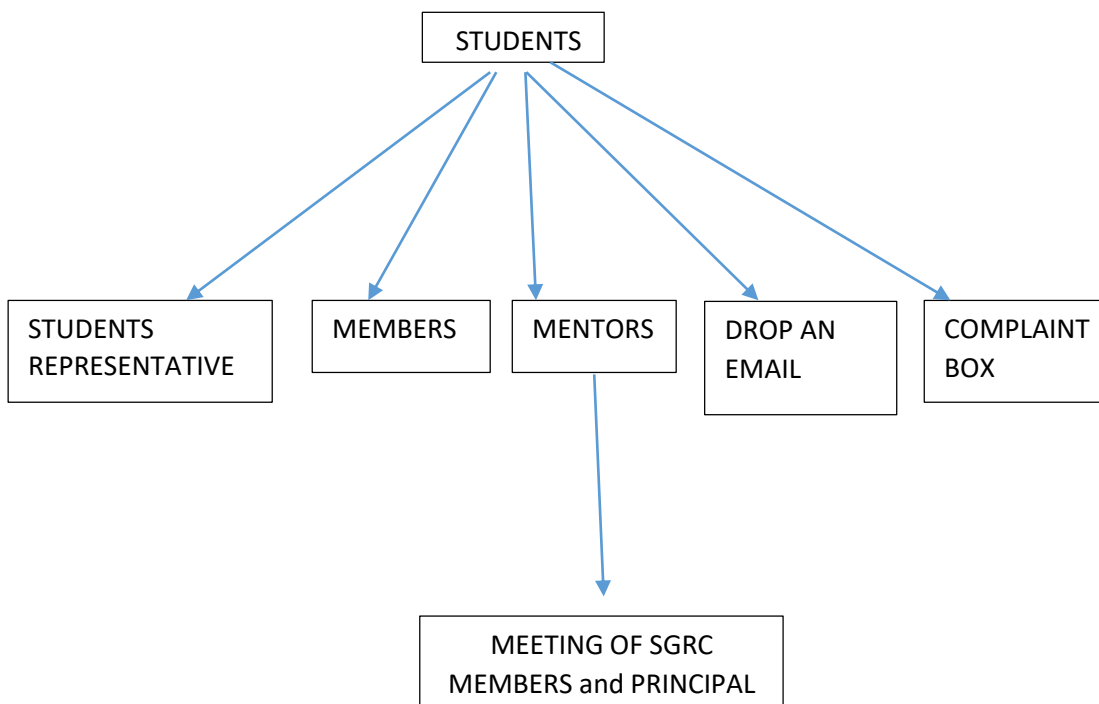 STUDENTS
STUDENTS
REPRESENTATIVE
MEMBERS
MENTORS
DROP AN
EMAIL
COMPLAINT
BOX
MEETING OF SGRC
MEMBERS and PRINCIPAL